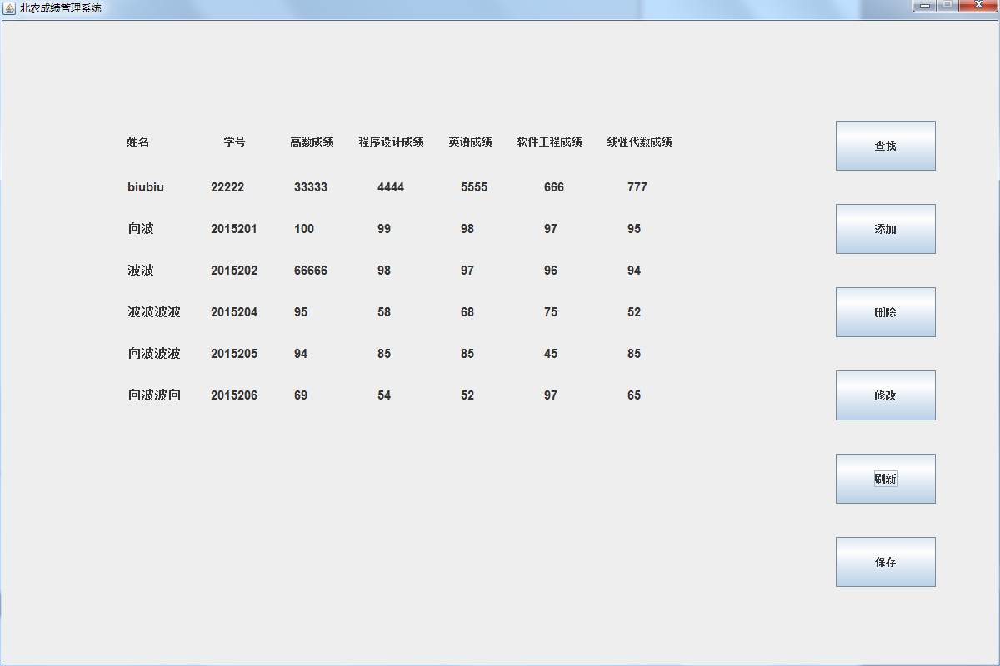 北农成绩管理系统
姓名 学号 高数成绩 程序设计成绩 英语成绩 软件工程成绩 线性代数成绩
biubiu 22222 33333 4444 5555 666 777
向波 2015201 100 99 98 97 95
波波 2015202 66666 98 97 96 94
波波波波 2015204 95 58 68 75 52
向波波波 2015205 94 85 85 45 85
向波波向 2015206 69 54 52 97 65
查找
添加
删除
修改
刷新
保存